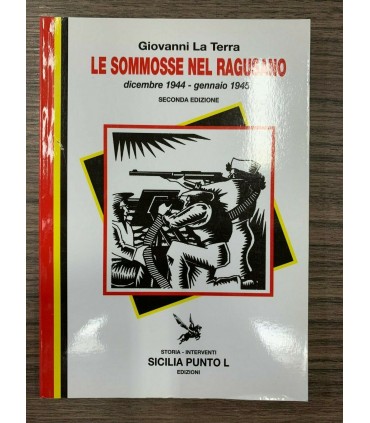 Giovanni La Terra
LE SOMMOSSE NEL RAGUSANO
dicembre 1944 - gennaio 1945
SECONDA EDIZIONE
STORIA - INTERVENTI
SICILIA PUNTO L
EDIZIONI